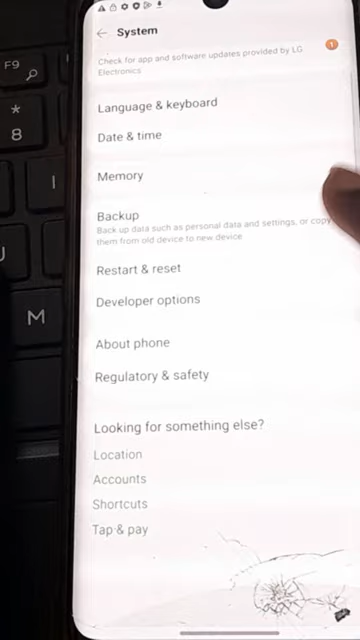 System
Check for app and software updates provided by LG
Electronics
1
Language & keyboard
Date & time
Memory
Backup
Back up data such as personal data and settings, or copy
them from old device to new device
Restart & reset
Developer options
About phone
Regulatory & safety
Looking for something else?
Location
Accounts
Shortcuts
Tap & pay
F9
*
8
I
J
M